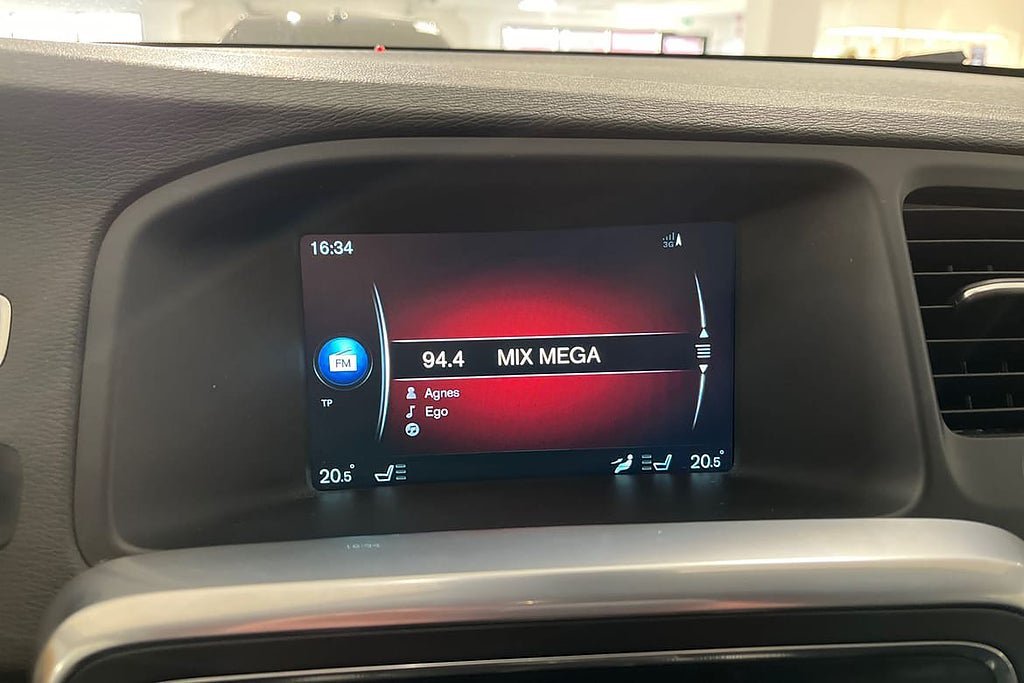 16:34
3G
FM
94.4 MIX MEGA
TP
Agnes
Ego
20.5°
20.5°